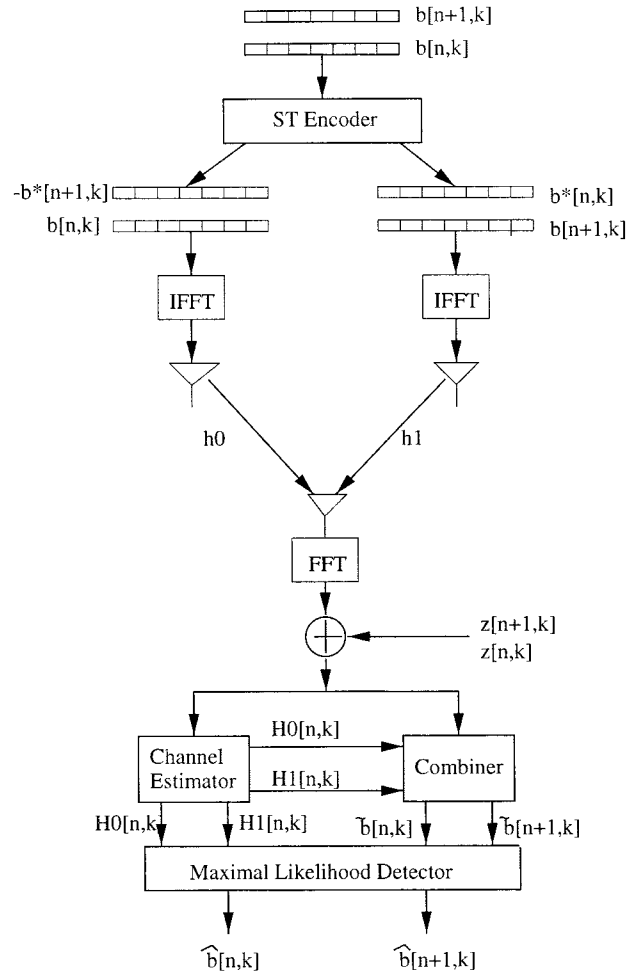 b[n+1,k]
b[n,k]
ST Encoder
-b*[n+1,k]
b*[n,k]
b[n,k]
b[n+1,k]
IFFT
IFFT
h0
h1
FFT
z[n+1,k]
z[n,k]
H0[n,k]
Channel
Estimator
Combiner
H1[n,k]
H0[n,k
H1[n,k]
b̃[n,k]
b̃[n+1,k]
Maximal Likelihood Detector
b̂[n,k]
b̂[n+1,k]